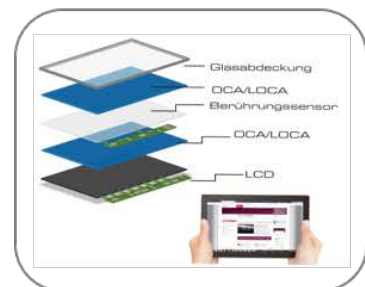 Glasabdeckung
OCA/LOCA
Berührungssensor
OCA/LOCA
LCD